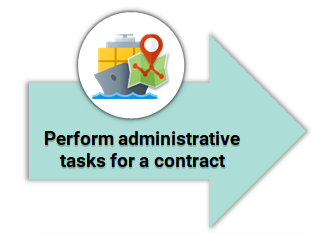 Perform administrative
tasks for a contract